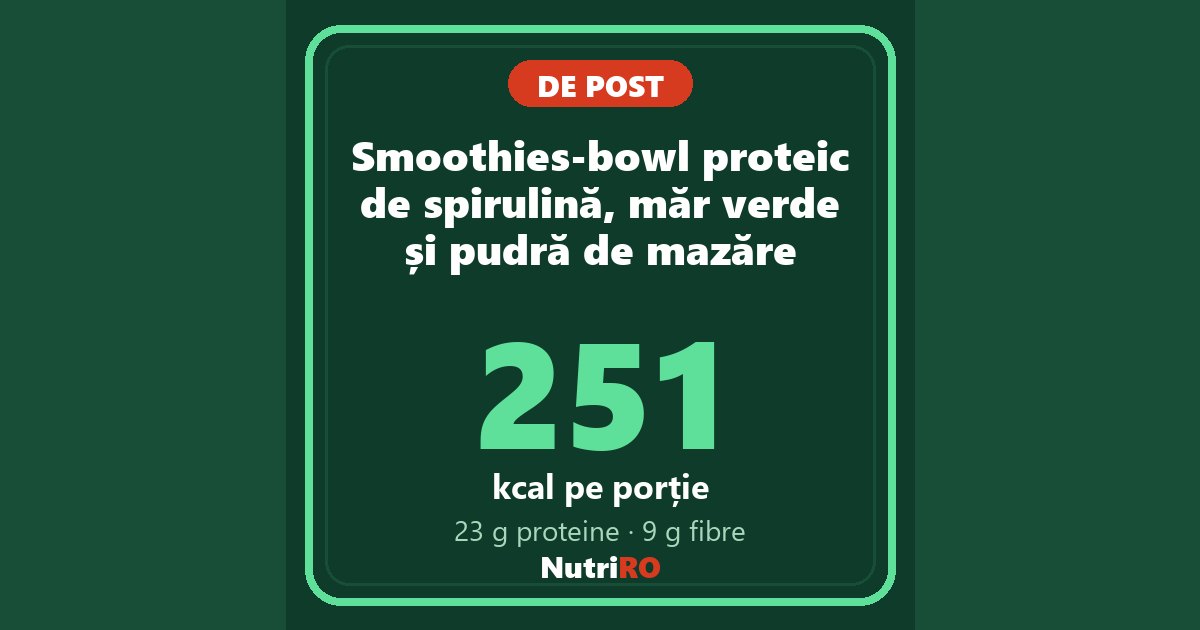 DE POST
Smoothies-bowl proteic
de spirulină, măr verde
și pudră de mazăre
251
kcal pe porție
23 g proteine · 9 g fibre
NutriRO